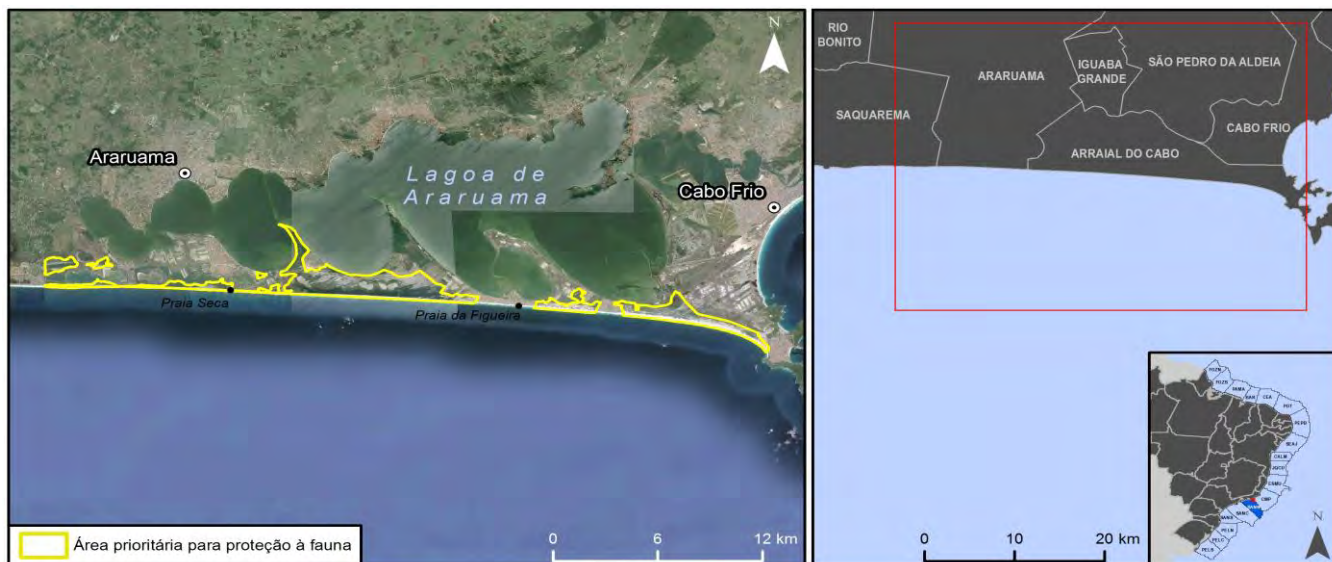 N
Araruama
Lagoa de
Araruama
Cabo Frio
Praia Seca
Praia da Figueira
Área prioritária para proteção à fauna
0 6 12 km
RIO
BONITO
ARARUAMA
IGUABA
GRANDE
SÃO PEDRO DA ALDEIA
SAQUAREMA
CABO FRIO
ARRAIAL DO CABO
0 10 20 km
N